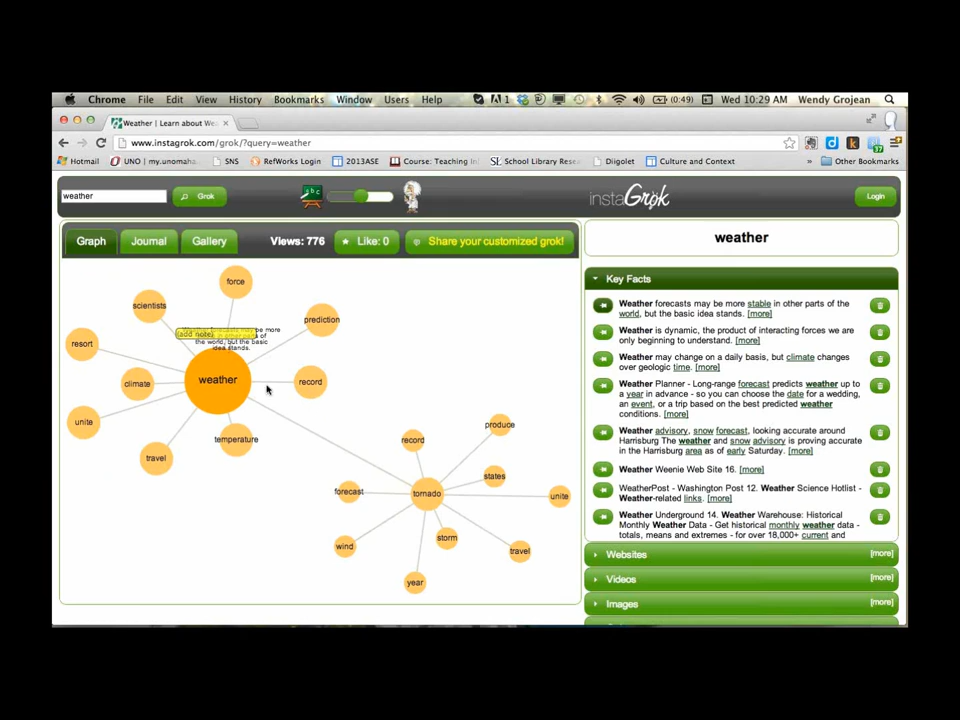 Chrome File Edit View History Bookmarks Window Users Help 1 (0:49) Wed 10:29 AM Wendy Grojean
Weather | Learn about Wea
www.instagrok.com/grok/?query=weather
Hotmail UNO | my.unomaha SNS RefWorks Login 2013ASE Course: Teaching In School Library Rese Diigolet Culture and Context » Other Bookmarks
weather Grok abc instaGrok Login
Graph Journal Gallery Views: 776 Like: 0 Share your customized grok!
weather
force
scientists
prediction
(add note)
resort
climate
weather
record
unite
temperature
travel
record
produce
forecast
tornado
states
unite
wind
storm
travel
year
Key Facts
Weather forecasts may be more stable in other parts of the
world, but the basic idea stands. [more]
Weather is dynamic, the product of interacting forces we are
only beginning to understand. [more]
Weather may change on a daily basis, but climate changes
over geologic time. [more]
Weather Planner - Long-range forecast predicts weather up to
a year in advance - so you can choose the date for a wedding,
an event, or a trip based on the best predicted weather
conditions. [more]
Weather advisory, snow forecast, looking accurate around
Harrisburg The weather and snow advisory is proving accurate
in the Harrisburg area as of early Saturday. [more]
Weather Weenie Web Site 16. [more]
WeatherPost - Washington Post 12. Weather Science Hotlist -
Weather-related links. [more]
Weather Underground 14. Weather Warehouse: Historical
Monthly Weather Data - Get historical monthly weather data -
totals, means and extremes - for over 18,000+ current and
Websites [more]
Videos [more]
Images [more]